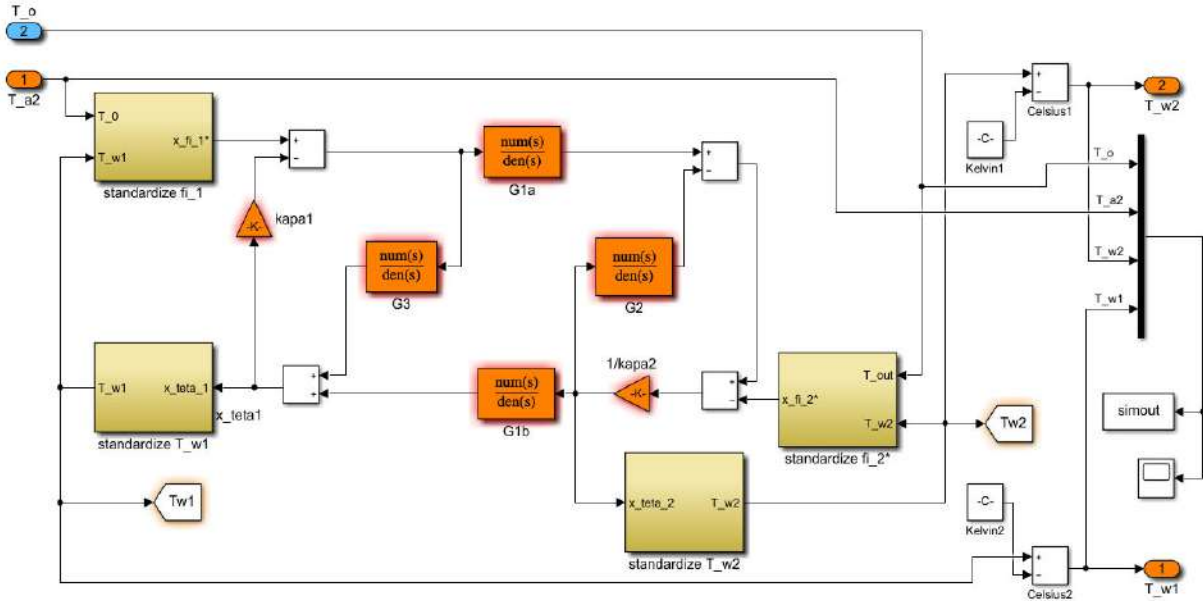 T_o
2
1
T_a2
T_0
T_w1
x_fi_1*
standardize fi_1
+
−
kapa1
-K-
num(s)
den(s)
G1a
+
−
num(s)
den(s)
G3
num(s)
den(s)
G2
+
−
-C-
Kelvin1
Celsius1
2
T_w2
T_o
T_a2
T_w2
T_w1
T_w1
x_teta_1
x_teta1
standardize T_w1
+
+
num(s)
den(s)
G1b
1/kapa2
-K-
+
−
T_out
x_fi_2*
T_w2
standardize fi_2*
Tw2
simout
Tw1
x_teta_2
T_w2
standardize T_w2
-C-
Kelvin2
+
−
Celsius2
1
T_w1